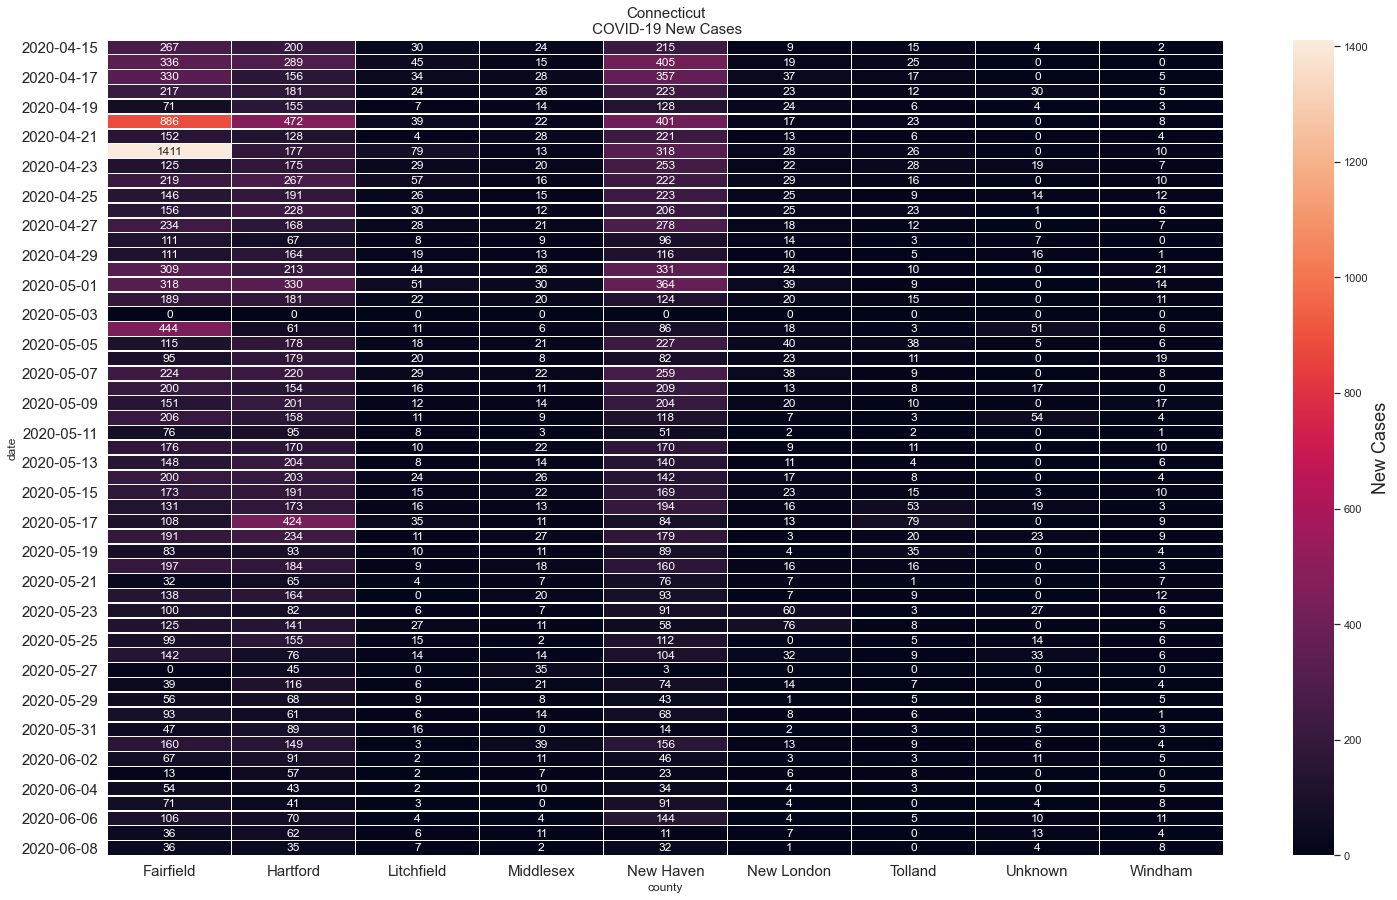 Connecticut
COVID-19 New Cases
2020-04-15 267 200 30 24 215 9 15 4 2
336 289 45 15 405 19 25 0 0
2020-04-17 330 156 34 28 357 37 17 0 5
217 181 24 26 223 23 12 30 5
2020-04-19 71 155 7 14 128 24 6 4 3
886 472 39 22 401 17 23 0 8
2020-04-21 152 128 4 28 221 13 6 0 4
1411 177 79 13 318 28 26 0 10
2020-04-23 125 175 29 20 253 22 28 19 7
219 267 57 16 222 29 16 0 10
2020-04-25 146 191 26 15 223 25 9 14 12
156 228 30 12 206 25 23 1 6
2020-04-27 234 168 28 21 278 18 12 0 7
111 67 8 9 96 14 3 7 0
2020-04-29 111 164 19 13 116 10 5 16 1
309 213 44 26 331 24 10 0 21
2020-05-01 318 330 51 30 364 39 9 0 14
189 181 22 20 124 20 15 0 11
2020-05-03 0 0 0 0 0 0 0 0 0
444 61 11 6 86 18 3 51 6
2020-05-05 115 178 18 21 227 40 38 5 6
95 179 20 8 82 23 11 0 19
2020-05-07 224 220 29 22 259 38 9 0 8
200 154 16 11 209 13 8 17 0
2020-05-09 151 201 12 14 204 20 10 0 17
206 158 11 9 118 7 3 54 4
2020-05-11 76 95 8 3 51 2 2 0 1
176 170 10 22 170 9 11 0 10
2020-05-13 148 204 8 14 140 11 4 0 6
200 203 24 26 142 17 8 0 4
2020-05-15 173 191 15 22 169 23 15 3 10
131 173 16 13 194 16 53 19 3
2020-05-17 108 424 35 11 84 13 79 0 9
191 234 11 27 179 3 20 23 9
2020-05-19 83 93 10 11 89 4 35 0 4
197 184 9 18 160 16 16 0 3
2020-05-21 32 65 4 7 76 7 1 0 7
138 164 0 20 93 7 9 0 12
2020-05-23 100 82 6 7 91 60 3 27 6
125 141 27 11 58 76 8 0 5
2020-05-25 99 155 15 2 112 0 5 14 6
142 76 14 14 104 32 9 33 6
2020-05-27 0 45 0 35 3 0 0 0 0
39 116 6 21 74 14 7 0 4
2020-05-29 56 68 9 8 43 1 5 8 5
93 61 6 14 68 8 6 3 1
2020-05-31 47 89 16 0 14 2 3 5 3
160 149 3 39 156 13 9 6 4
2020-06-02 67 91 2 11 46 3 3 11 5
13 57 2 7 23 6 8 0 0
2020-06-04 54 43 2 10 34 4 3 0 5
71 41 3 0 91 4 0 4 8
2020-06-06 106 70 4 4 144 4 5 10 11
36 62 6 11 11 7 0 13 4
2020-06-08 36 35 7 2 32 1 0 4 8
Fairfield Hartford Litchfield Middlesex New Haven New London Tolland Unknown Windham
county
date
1400
1200
1000
800
600
400
200
0
New Cases